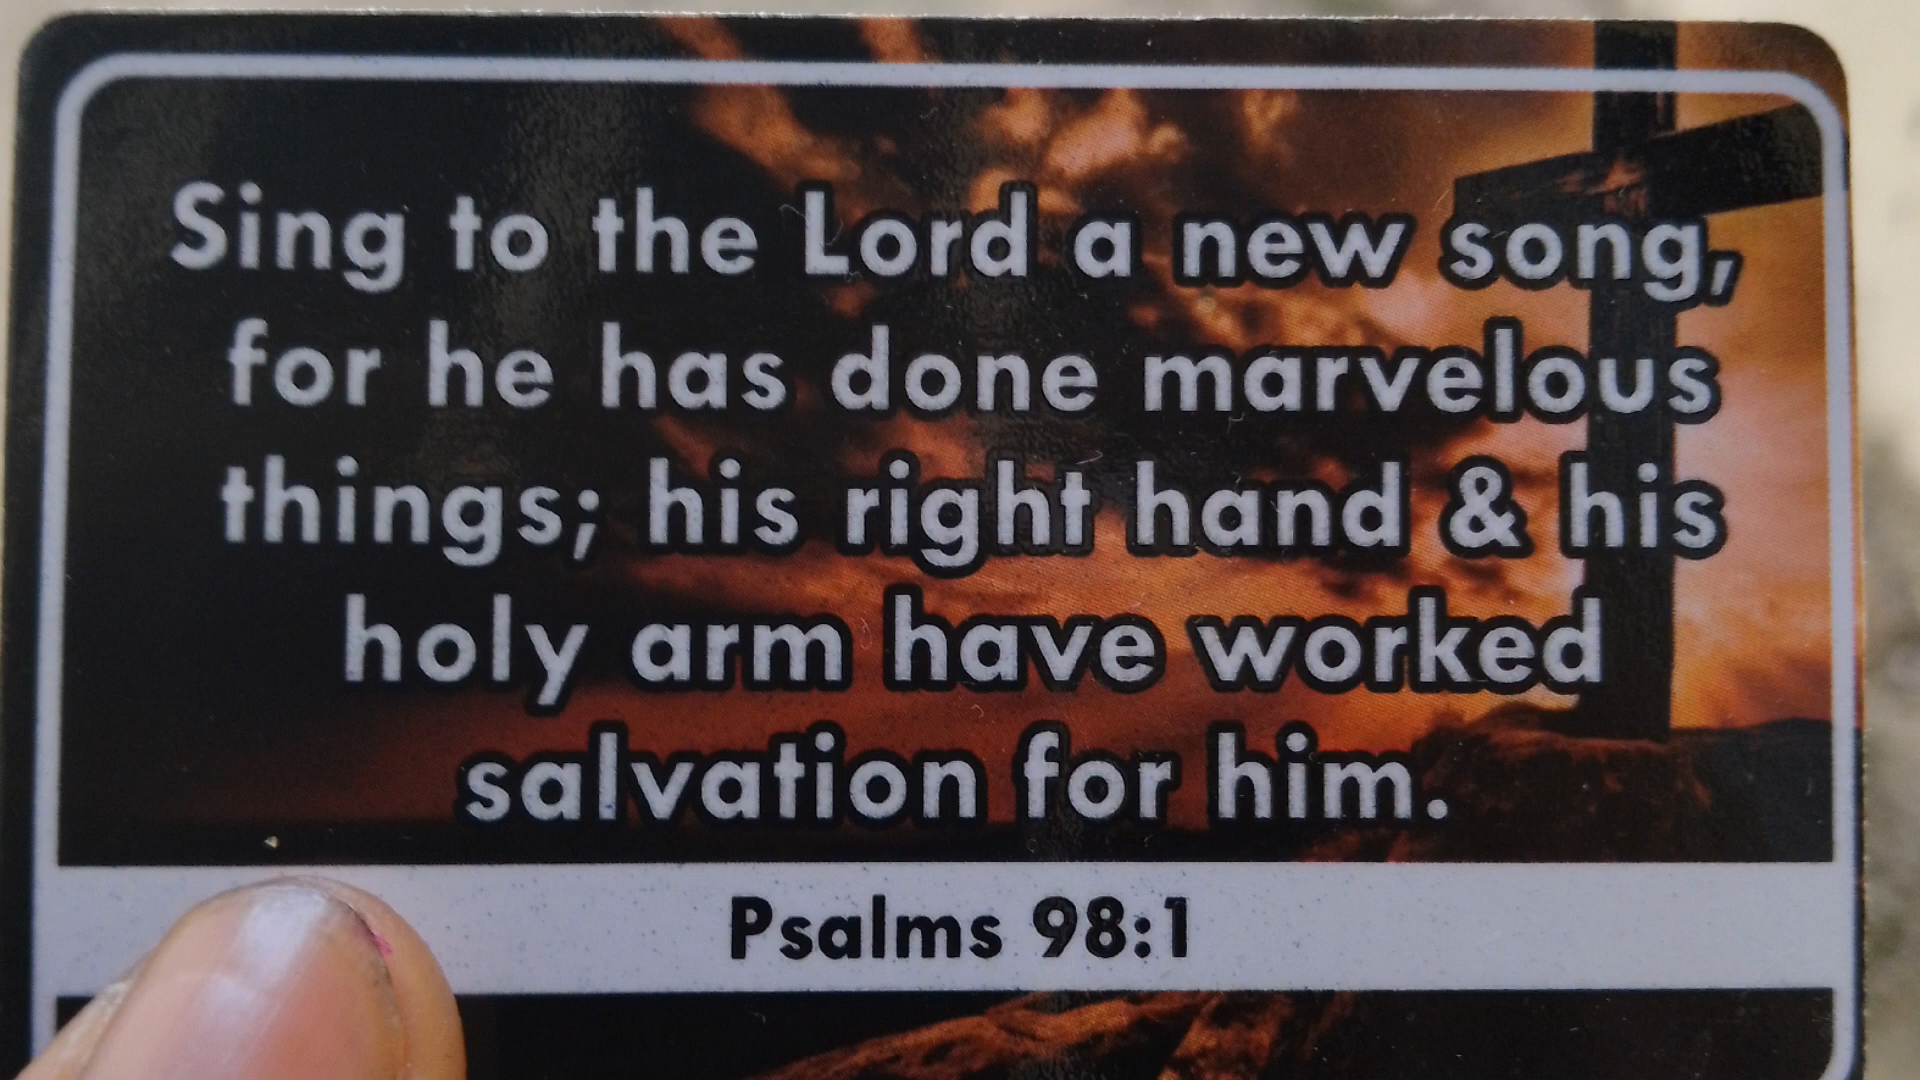 Sing to the Lord a new song,
for he has done marvelous
things; his right hand & his
holy arm have worked
salvation for him.
Psalms 98:1